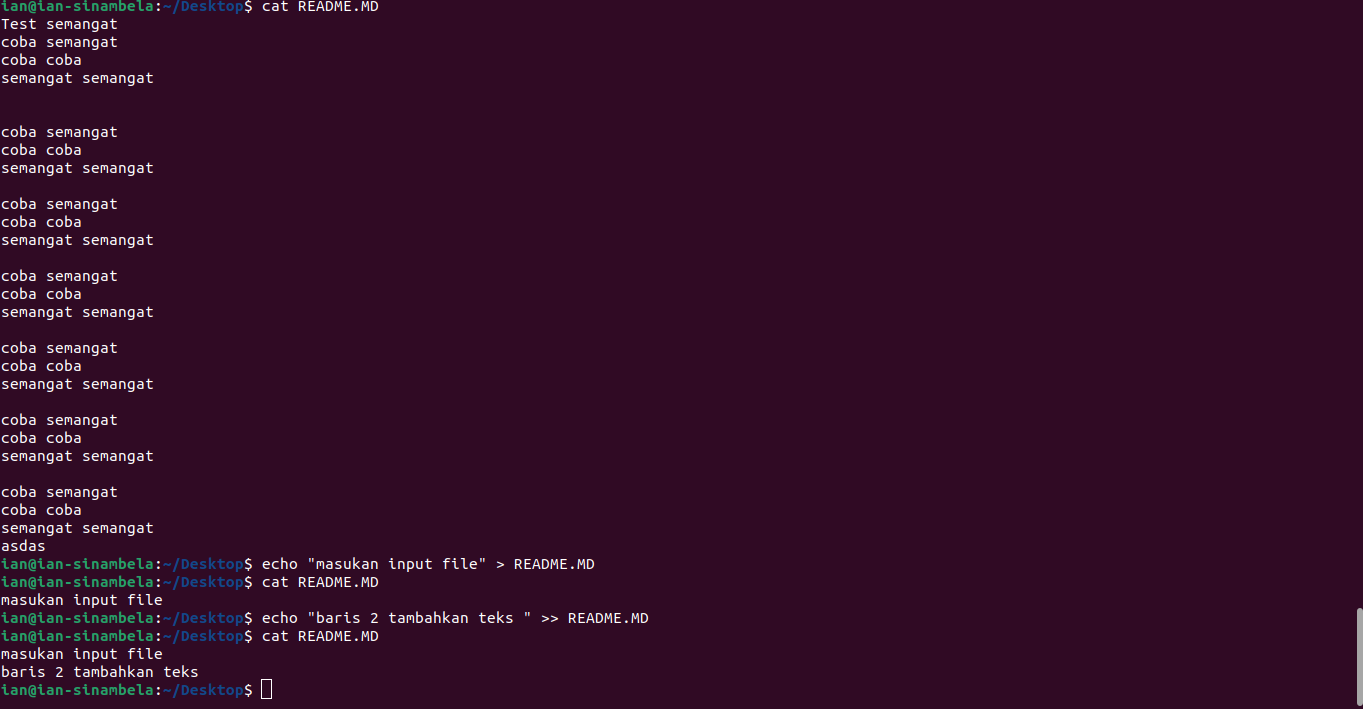 ian@ian-sinambela:~/Desktop$ cat README.MD
Test semangat
coba semangat
coba coba
semangat semangat
coba semangat
coba coba
semangat semangat
coba semangat
coba coba
semangat semangat
coba semangat
coba coba
semangat semangat
coba semangat
coba coba
semangat semangat
coba semangat
coba coba
semangat semangat
coba semangat
coba coba
semangat semangat
asdas
ian@ian-sinambela:~/Desktop$ echo "masukan input file" > README.MD
ian@ian-sinambela:~/Desktop$ cat README.MD
masukan input file
ian@ian-sinambela:~/Desktop$ echo "baris 2 tambahkan teks " >> README.MD
ian@ian-sinambela:~/Desktop$ cat README.MD
masukan input file
baris 2 tambahkan teks
ian@ian-sinambela:~/Desktop$